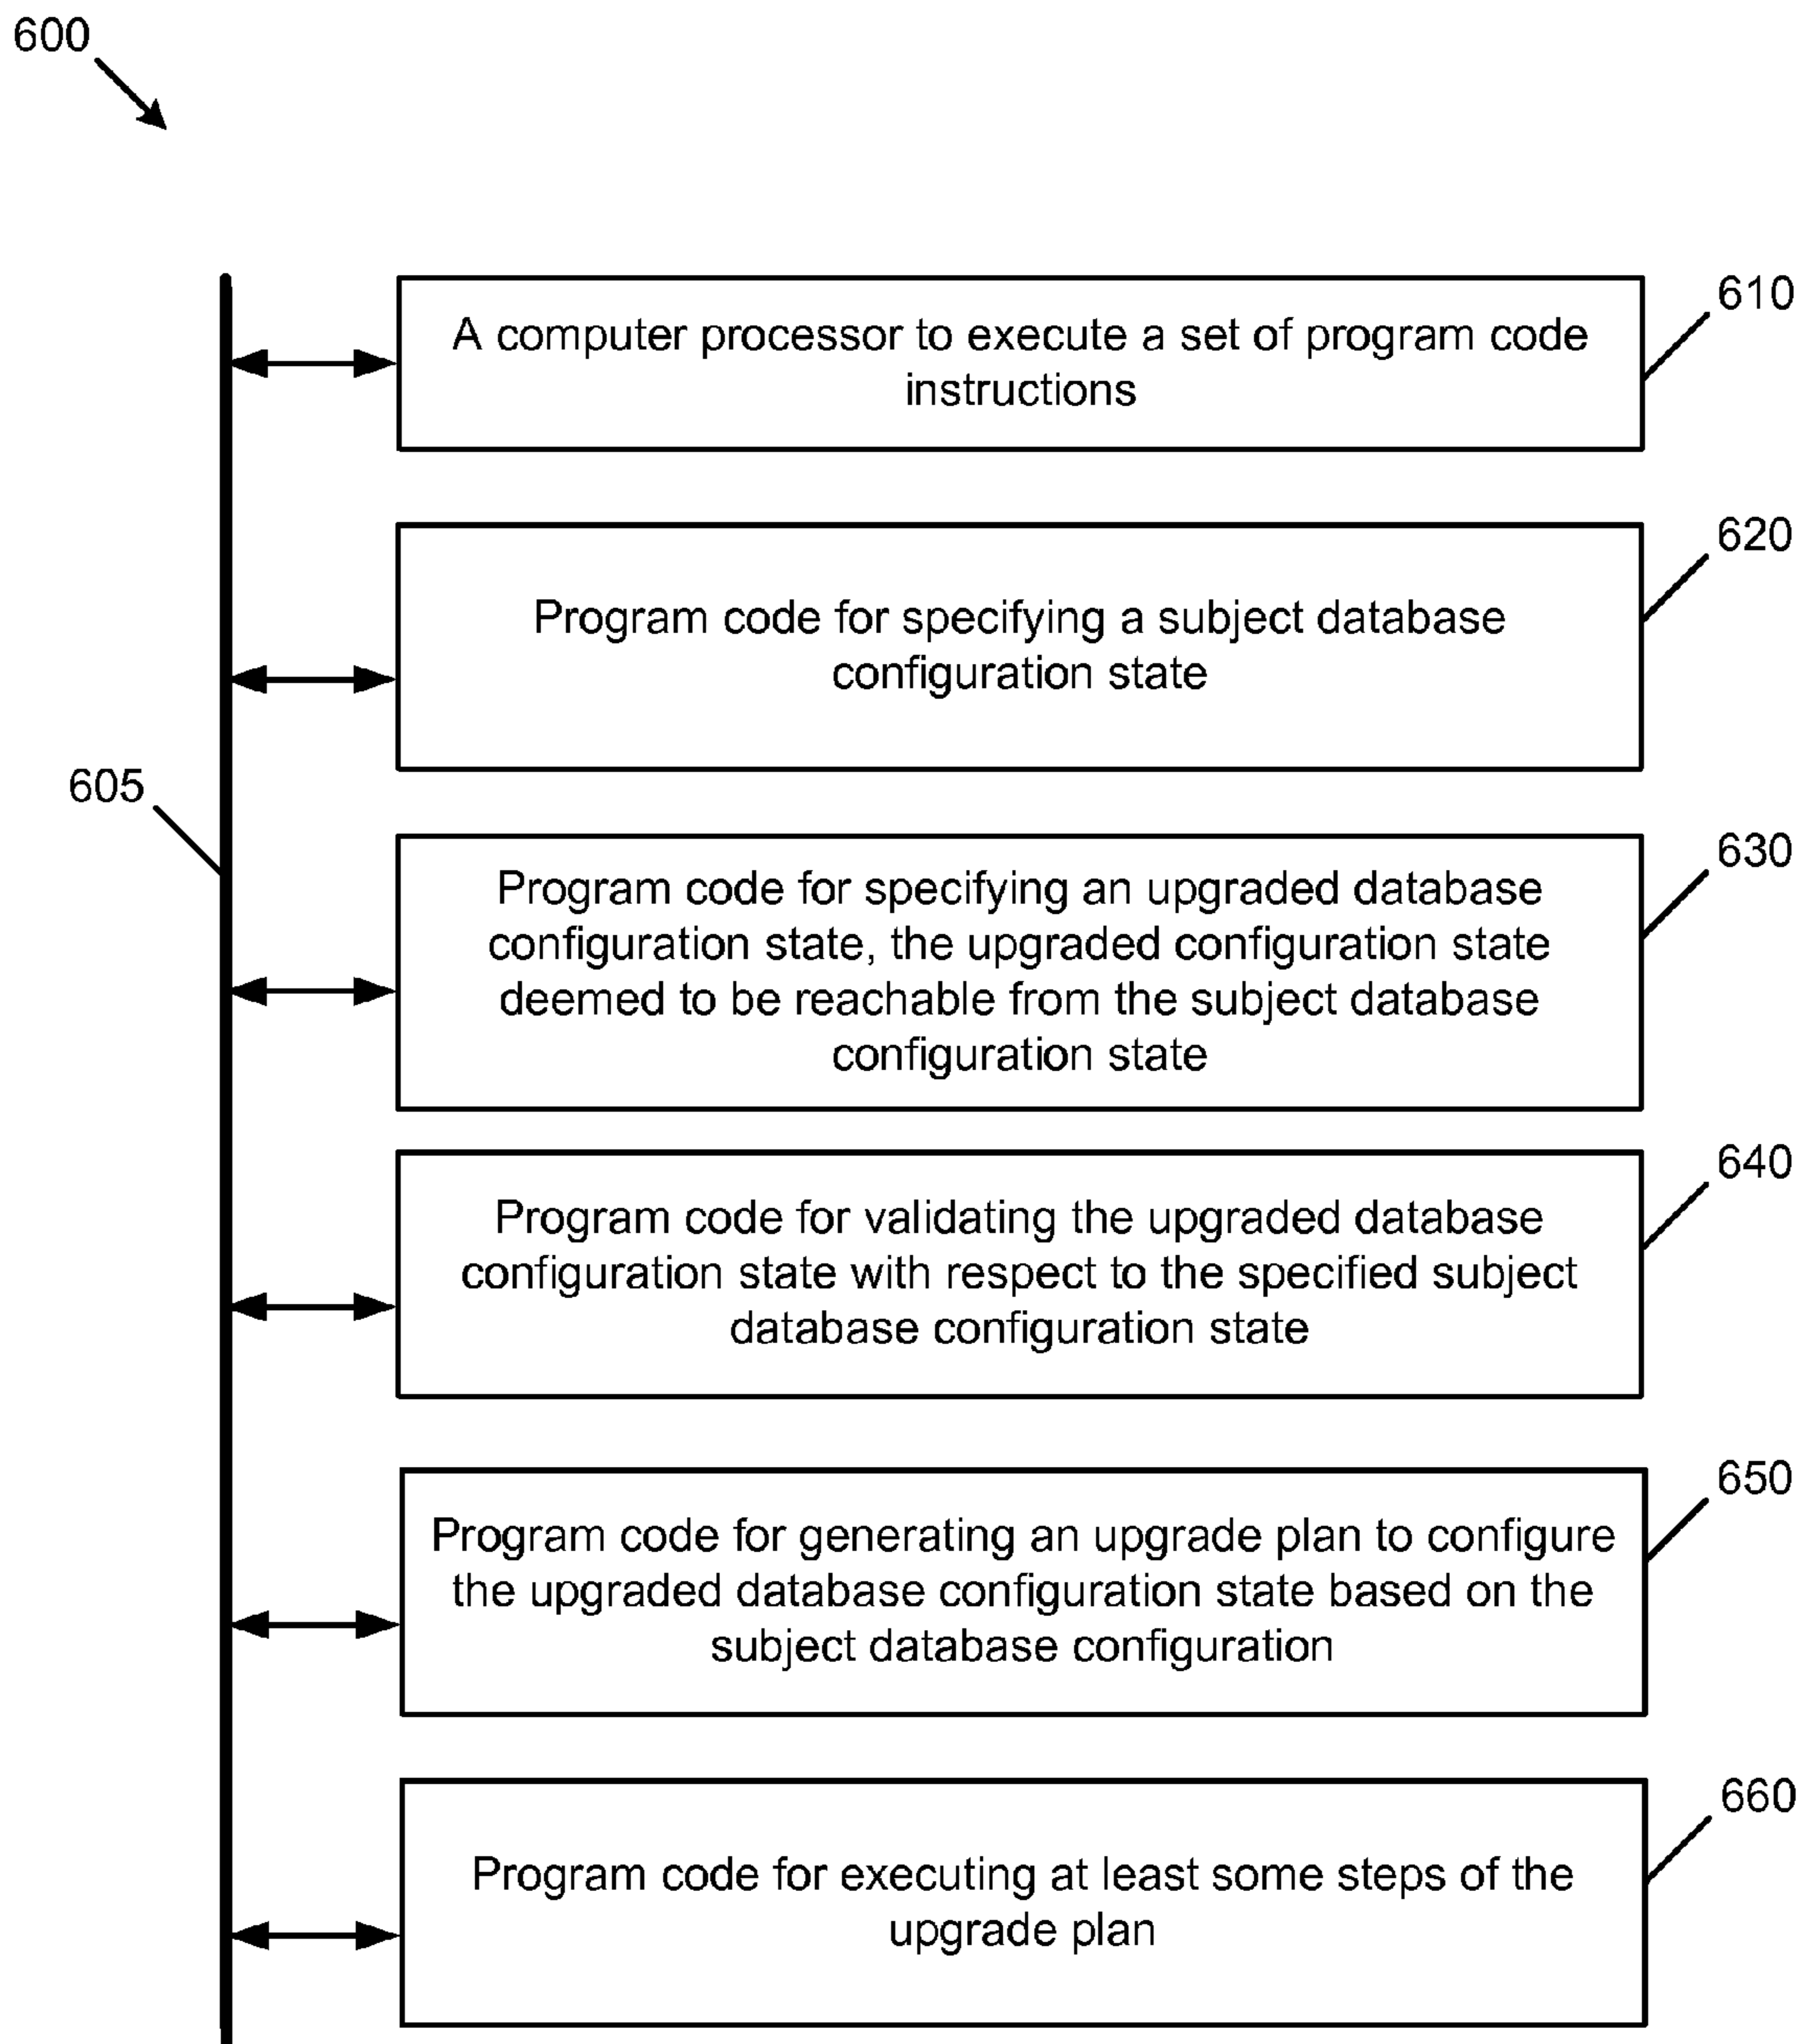 600
A computer processor to execute a set of program code
instructions
610
Program code for specifying a subject database
configuration state
620
605
Program code for specifying an upgraded database
configuration state, the upgraded configuration state
deemed to be reachable from the subject database
configuration state
630
Program code for validating the upgraded database
configuration state with respect to the specified subject
database configuration state
640
Program code for generating an upgrade plan to configure
the upgraded database configuration state based on the
subject database configuration
650
Program code for executing at least some steps of the
upgrade plan
660